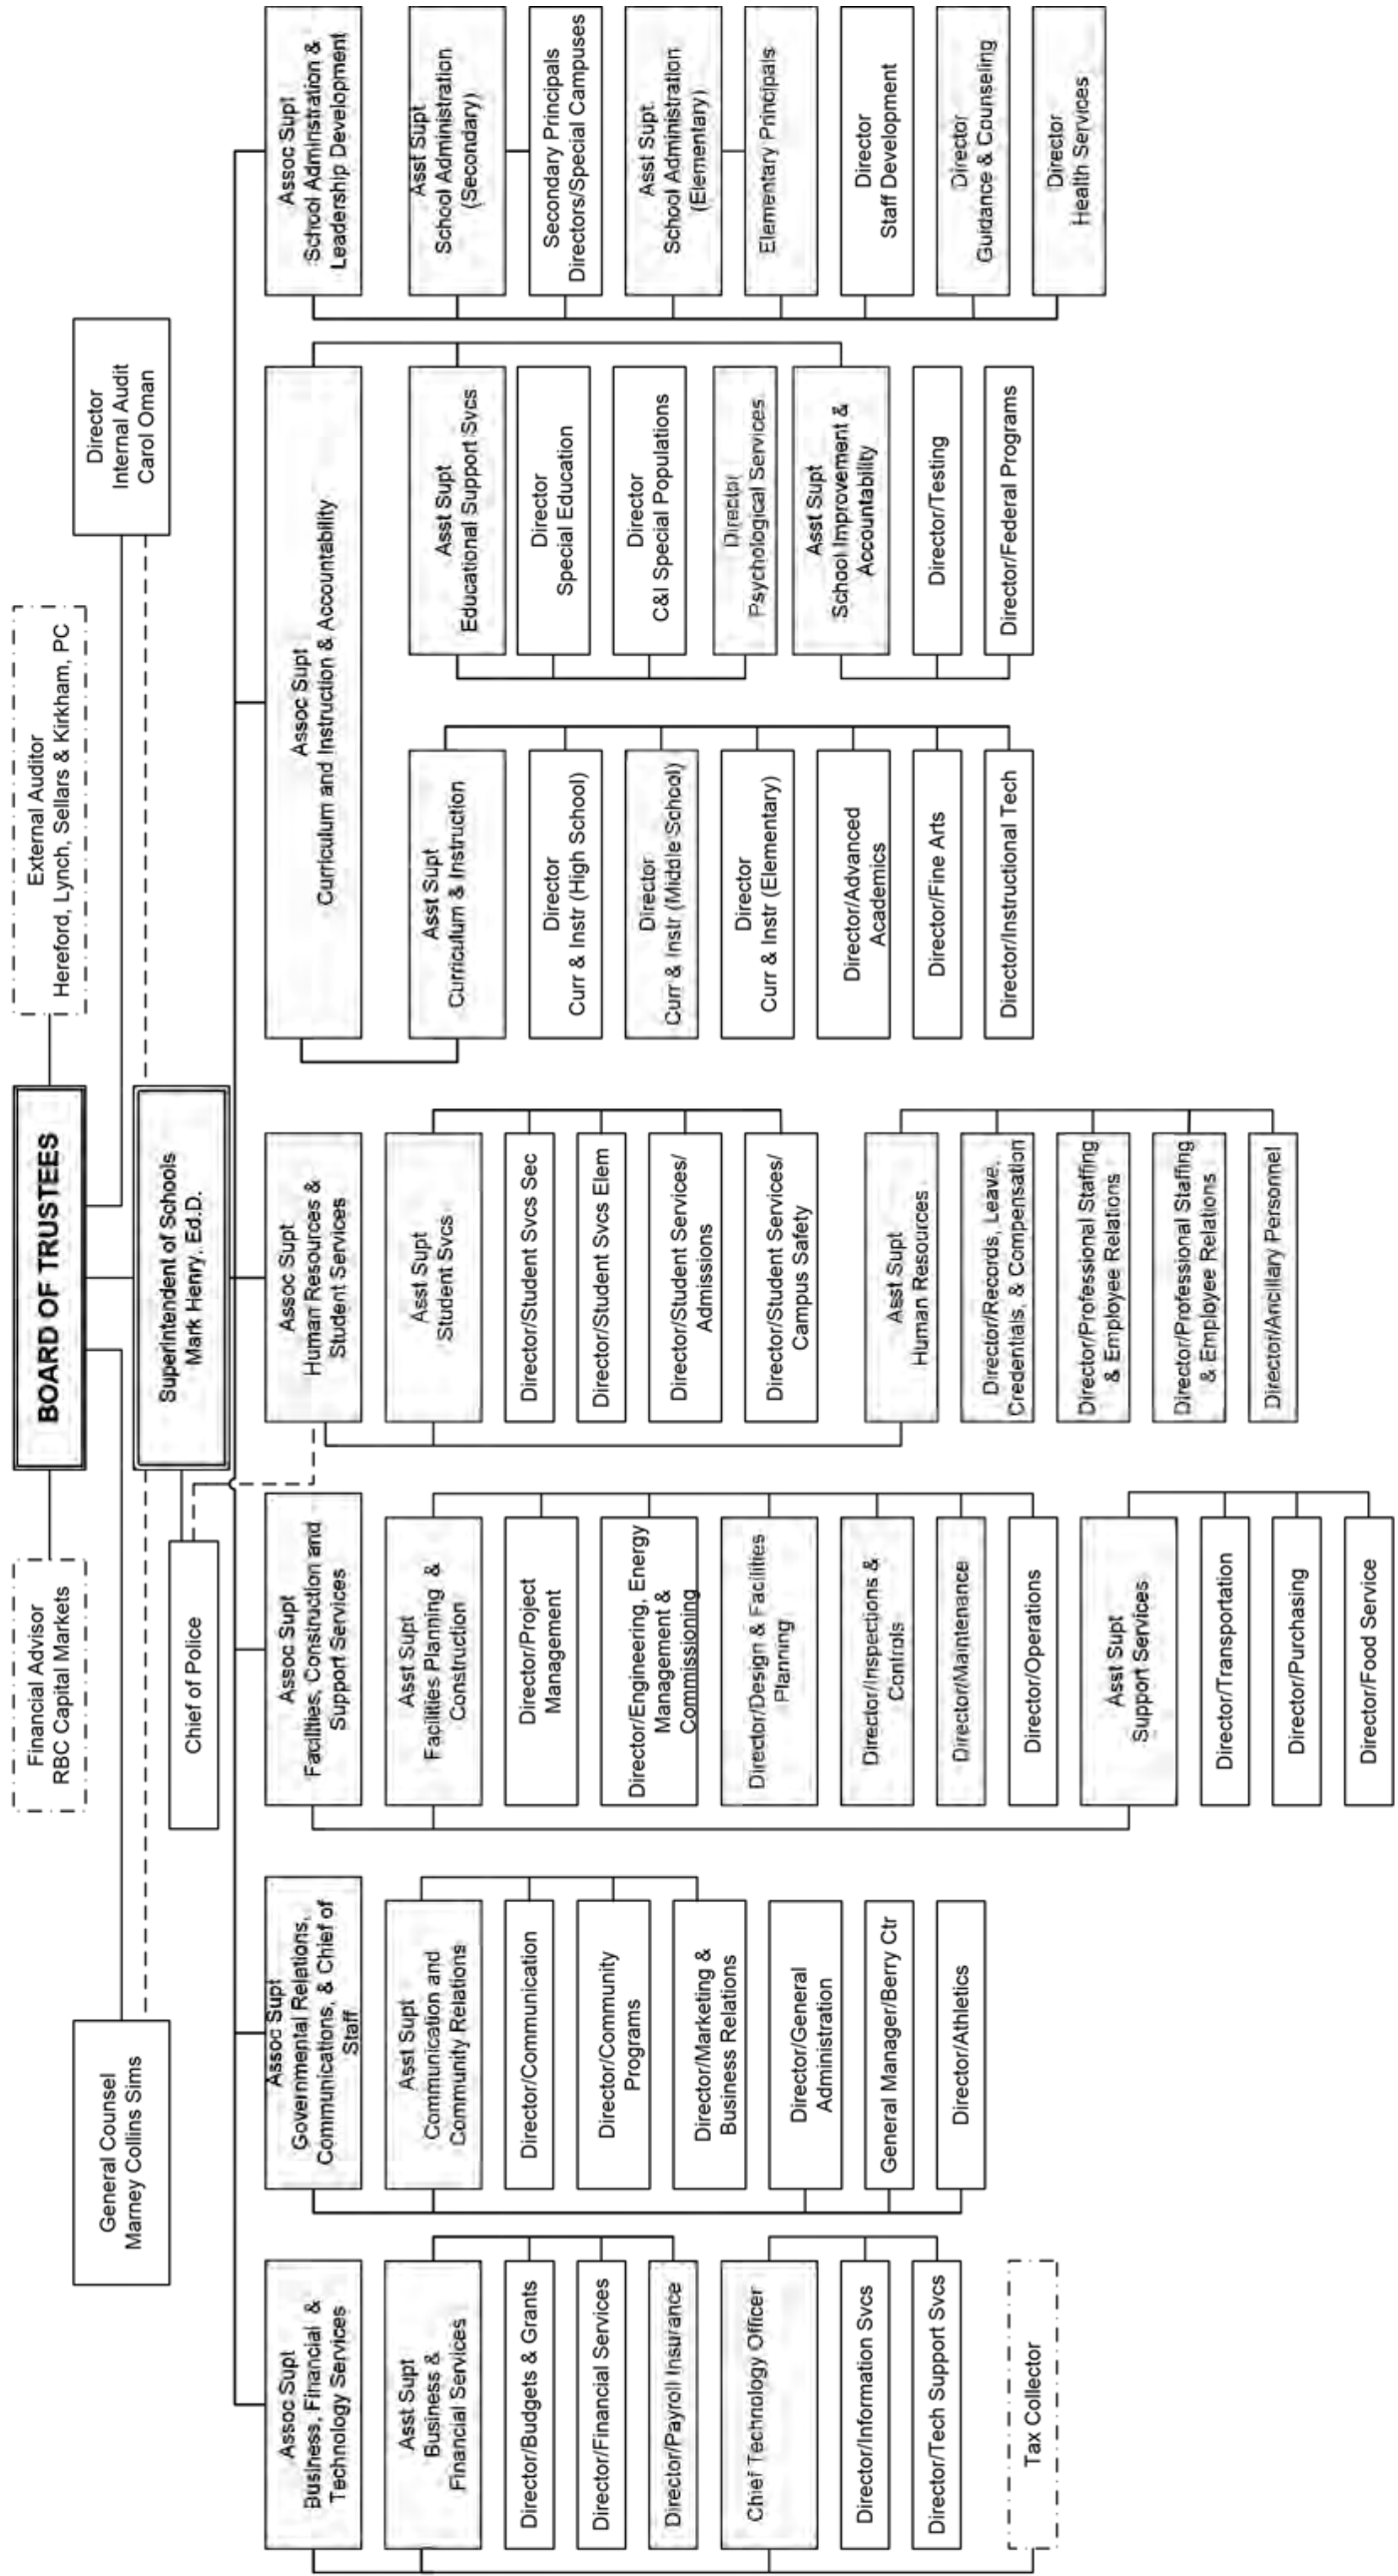 Financial Advisor
RBC Capital Markets
BOARD OF TRUSTEES
External Auditor
Hereford, Lynch, Sellars & Kirkham, PC
General Counsel
Marney Collins Sims
Director
Internal Audit
Carol Oman
Superintendent of Schools
Mark Henry, Ed.D.
Chief of Police
Assoc Supt
Business, Financial &
Technology Services
Asst Supt
Business &
Financial Services
Director/Budgets & Grants
Director/Financial Services
Director/Payroll Insurance
Chief Technology Officer
Director/Information Svcs
Director/Tech Support Svcs
Tax Collector
Assoc Supt
Governmental Relations,
Communications, & Chief of
Staff
Asst Supt
Communication and
Community Relations
Director/Communication
Director/Community
Programs
Director/Marketing &
Business Relations
Director/General
Administration
General Manager/Berry Ctr
Director/Athletics
Assoc Supt
Facilities, Construction and
Support Services
Asst Supt
Facilities Planning &
Construction
Director/Project
Management
Director/Engineering, Energy
Management &
Commissioning
Director/Design & Facilities
Planning
Director/Inspections &
Controls
Director/Maintenance
Director/Operations
Asst Supt
Support Services
Director/Transportation
Director/Purchasing
Director/Food Service
Assoc Supt
Human Resources &
Student Services
Asst Supt
Student Svcs
Director/Student Svcs Sec
Director/Student Svcs Elem
Director/Student Services/
Admissions
Director/Student Services/
Campus Safety
Asst Supt
Human Resources
Director/Records, Leave,
Credentials, & Compensation
Director/Professional Staffing
& Employee Relations
Director/Professional Staffing
& Employee Relations
Director/Ancillary Personnel
Assoc Supt
Curriculum and Instruction & Accountability
Asst Supt
Curriculum & Instruction
Director
Curr & Instr (High School)
Director
Curr & Instr (Middle School)
Director
Curr & Instr (Elementary)
Director/Advanced
Academics
Director/Fine Arts
Director/Instructional Tech
Asst Supt
Educational Support Svcs
Director
Special Education
Director
C&I Special Populations
Director
Psychological Services
Asst Supt
School Improvement &
Accountability
Director/Testing
Director/Federal Programs
Assoc Supt
School Adminstration &
Leadership Development
Asst Supt
School Administration
(Secondary)
Secondary Principals
Directors/Special Campuses
Asst Supt
School Administration
(Elementary)
Elementary Principals
Director
Staff Development
Director
Guidance & Counseling
Director
Health Services